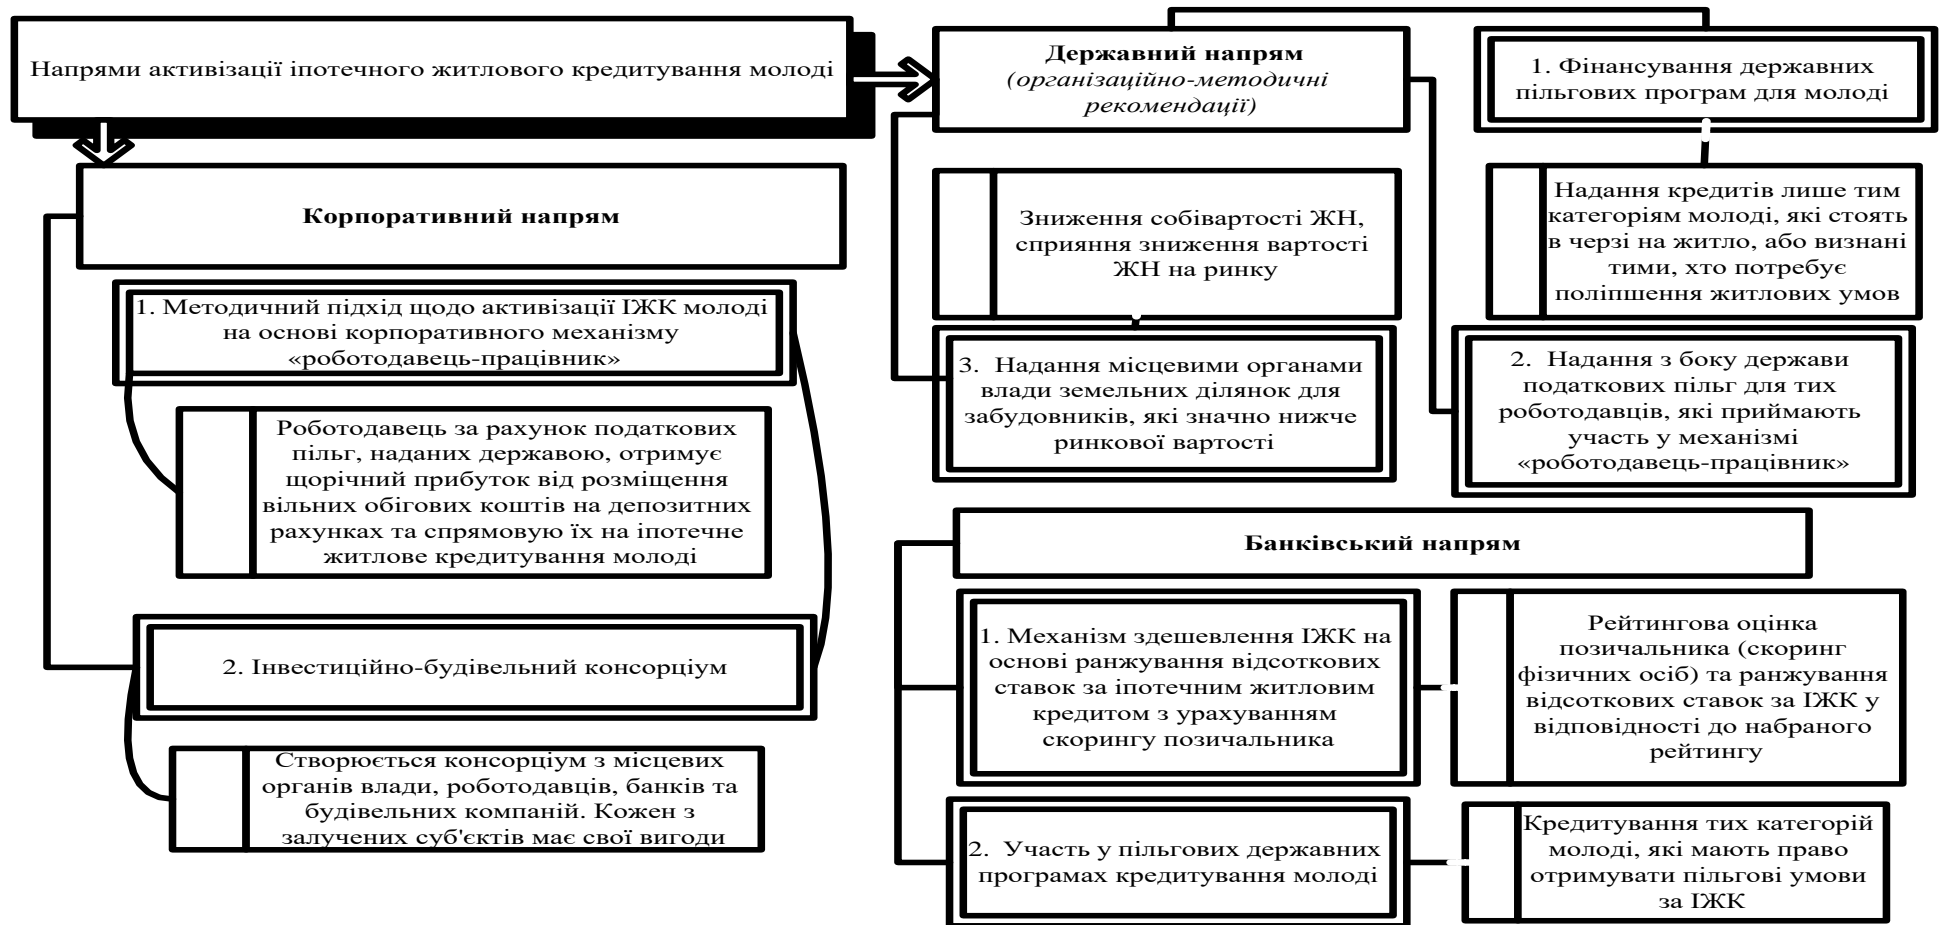 Напрями активізації іпотечного житлового кредитування молоді
Державний напрям
(організаційно-методичні
рекомендації)
1. Фінансування державних
пільгових програм для молоді
Надання кредитів лише тим
категоріям молоді, які стоять
в черзі на житло, або визнані
тими, хто потребує
поліпшення житлових умов
2. Надання з боку держави
податкових пільг для тих
роботодавців, які приймають
участь у механізмі
«роботодавець-працівник»
Зниження собівартості ЖН,
сприяння зниження вартості
ЖН на ринку
3. Надання місцевими органами
влади земельних ділянок для
забудовників, які значно нижче
ринкової вартості
Корпоративний напрям
1. Методичний підхід щодо активізації ІЖК молоді
на основі корпоративного механізму
«роботодавець-працівник»
Роботодавець за рахунок податкових
пільг, наданих державою, отримує
щорічний прибуток від розміщення
вільних обігових коштів на депозитних
рахунках та спрямовую їх на іпотечне
житлове кредитування молоді
2. Інвестиційно-будівельний консорціум
Створюється консорціум з місцевих
органів влади, роботодавців, банків та
будівельних компаній. Кожен з
залучених суб'єктів має свої вигоди
Банківський напрям
1. Механізм здешевлення ІЖК на
основі ранжування відсоткових
ставок за іпотечним житловим
кредитом з урахуванням
скорингу позичальника
Рейтингова оцінка
позичальника (скоринг
фізичних осіб) та ранжування
відсоткових ставок за ІЖК у
відповідності до набраного
рейтингу
2. Участь у пільгових державних
програмах кредитування молоді
Кредитування тих категорій
молоді, які мають право
отримувати пільгові умови
за ІЖК